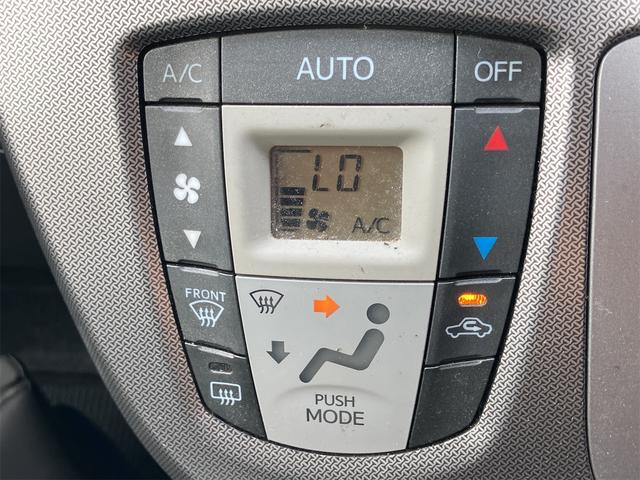 A/C AUTO OFF
LO
A/C
FRONT
PUSH
MODE